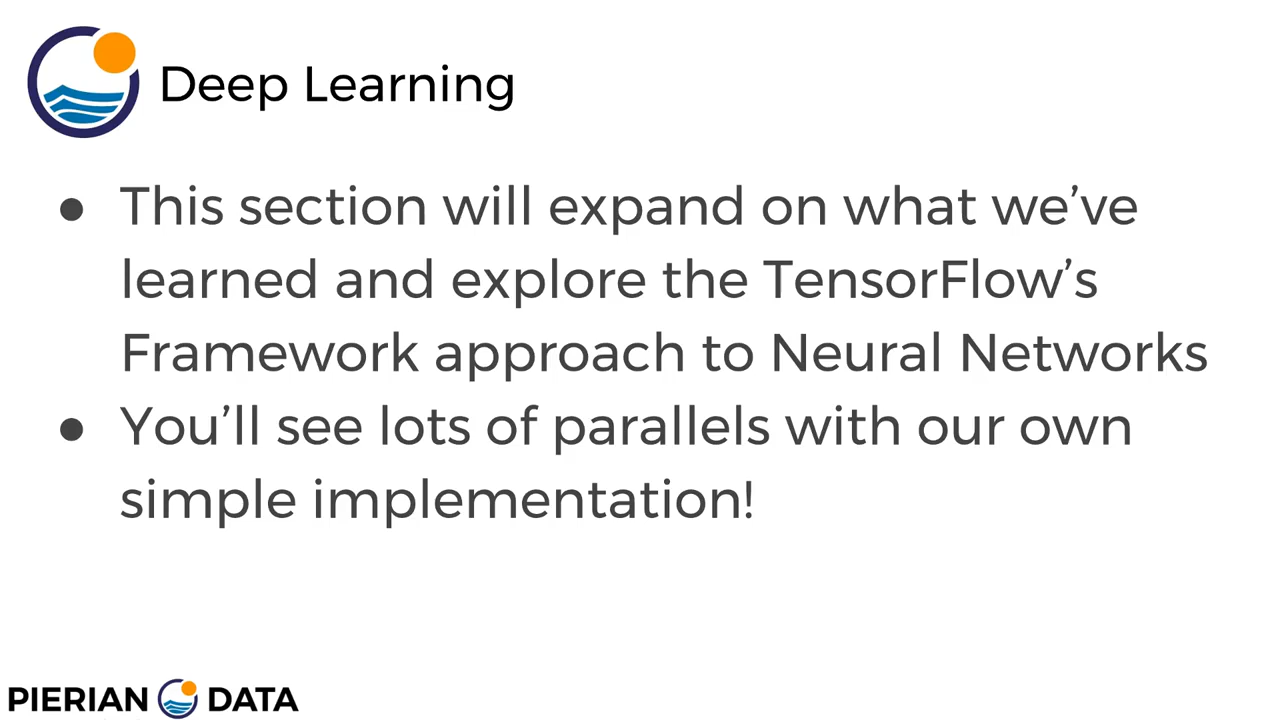 Deep Learning
● This section will expand on what we’ve
learned and explore the TensorFlow’s
Framework approach to Neural Networks
● You’ll see lots of parallels with our own
simple implementation!
PIERIAN DATA